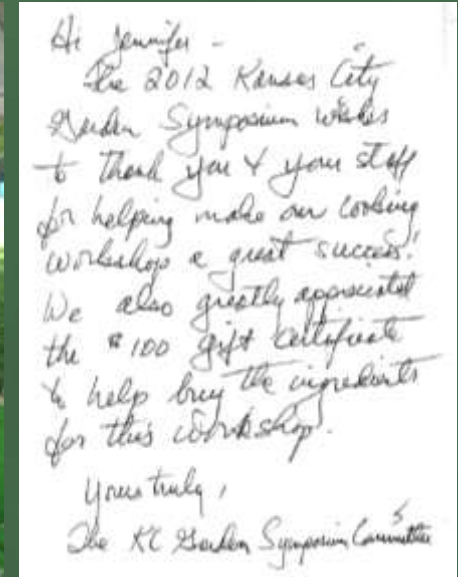 Hi Jennifer -
The 2012 Kansas City
Garden Symposium wishes
to thank you & your staff
for helping make our cooking
workshop a great success!
We also greatly appreciated
the $100 gift certificate
to help buy the ingredients
for this workshop.
Yours truly,
The KC Garden Symposium Committee